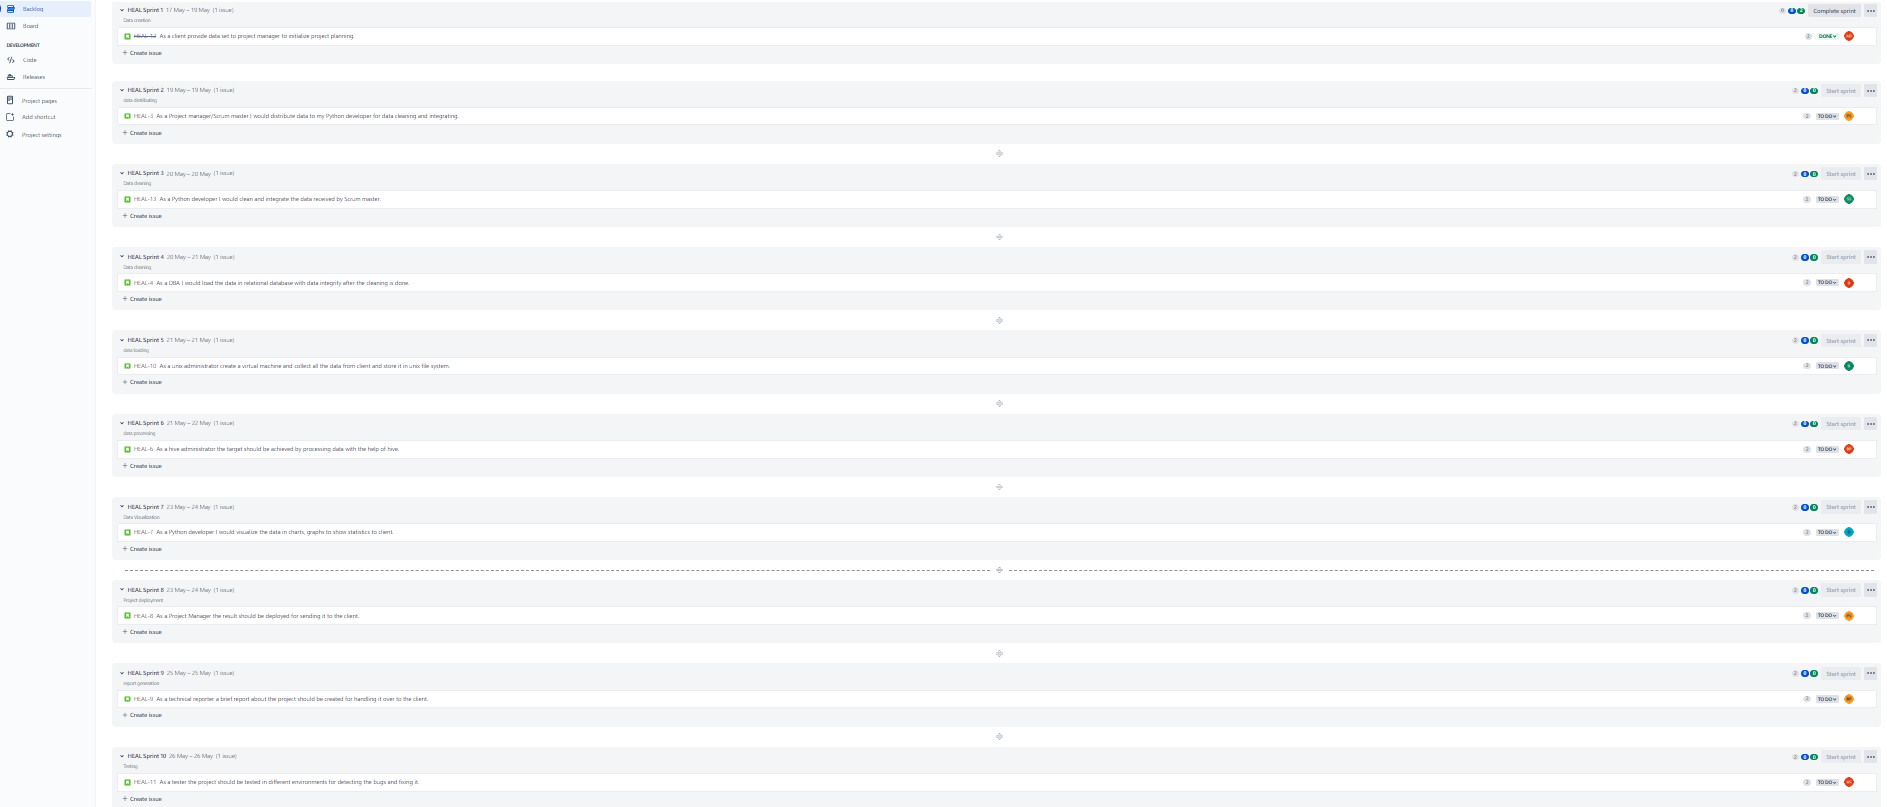 Backlog
Board
DEVELOPMENT
Code
Releases
Project pages
Add shortcut
Project settings
HEAL Sprint 1 17 May – 19 May (1 issue) Complete sprint
Data creation
HEAL-12 As a client provide data set to project manager to initialize project planning. DONE
+ Create issue
HEAL Sprint 2 19 May – 19 May (1 issue) Start sprint
data distributing
HEAL-3 As a Project manager/Scrum master I would distribute data to my Python developer for data cleaning and integrating. TO DO
+ Create issue
HEAL Sprint 3 20 May – 20 May (1 issue) Start sprint
Data cleaning
HEAL-13 As a Python developer I would clean and integrate the data received by Scrum master. TO DO
+ Create issue
HEAL Sprint 4 20 May – 21 May (1 issue) Start sprint
Data cleaning
HEAL-4 As a DBA I would load the data in relational database with data integrity after the cleaning is done. TO DO
+ Create issue
HEAL Sprint 5 21 May – 21 May (1 issue) Start sprint
data loading
HEAL-10 As a unix administrator create a virtual machine and collect all the data from client and store it in unix file system. TO DO
+ Create issue
HEAL Sprint 6 21 May – 22 May (1 issue) Start sprint
data processing
HEAL-6 As a hive administrator the target should be achieved by processing data with the help of hive. TO DO
+ Create issue
HEAL Sprint 7 23 May – 24 May (1 issue) Start sprint
Data Visualization
HEAL-7 As a Python developer I would visualize the data in charts, graphs to show statistics to client. TO DO
+ Create issue
HEAL Sprint 8 23 May – 24 May (1 issue) Start sprint
Project deployment
HEAL-8 As a Project Manager the result should be deployed for sending it to the client. TO DO
+ Create issue
HEAL Sprint 9 25 May – 25 May (1 issue) Start sprint
report generation
HEAL-9 As a technical reporter a brief report about the project should be created for handling it over to the client. TO DO
+ Create issue
HEAL Sprint 10 26 May – 26 May (1 issue) Start sprint
Testing
HEAL-11 As a tester the project should be tested in different environments for detecting the bugs and fixing it. TO DO
+ Create issue